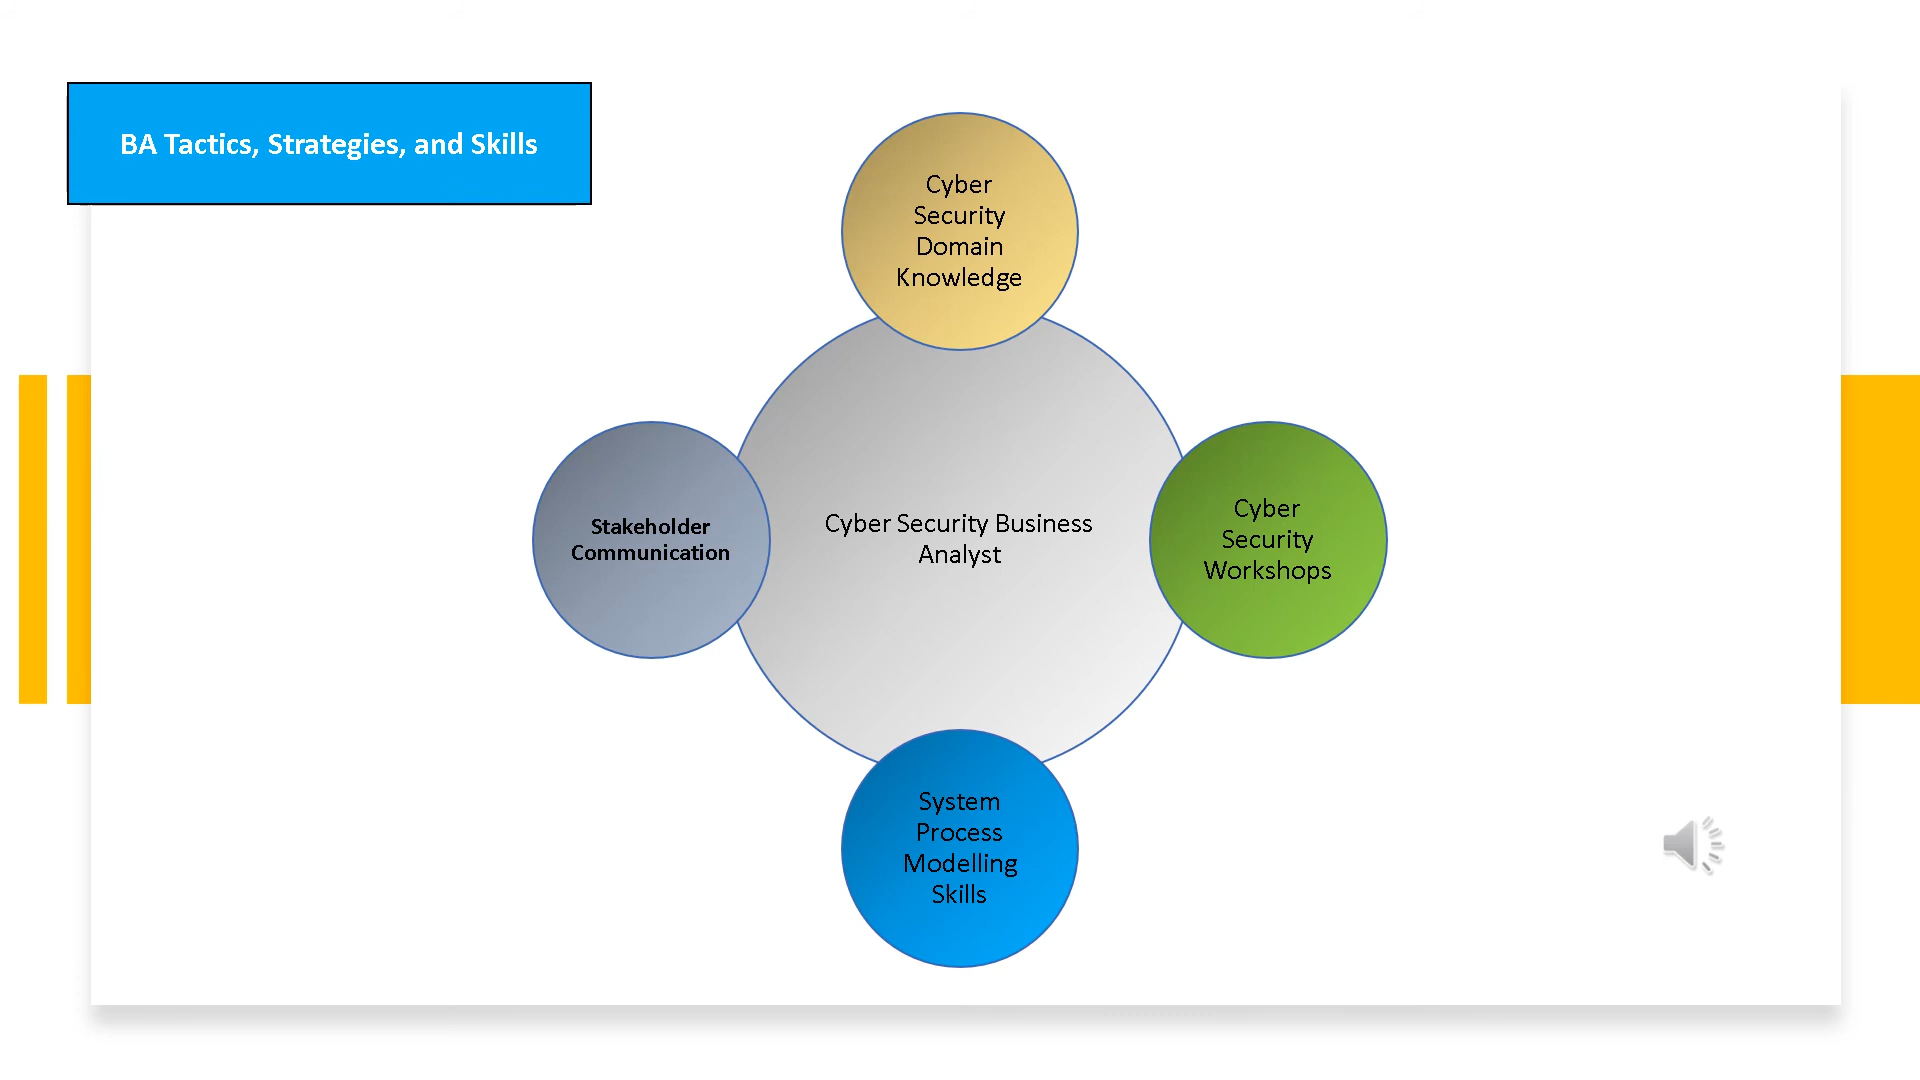 BA Tactics, Strategies, and Skills
Cyber
Security
Domain
Knowledge
Stakeholder
Communication
Cyber Security Business
Analyst
Cyber
Security
Workshops
System
Process
Modelling
Skills